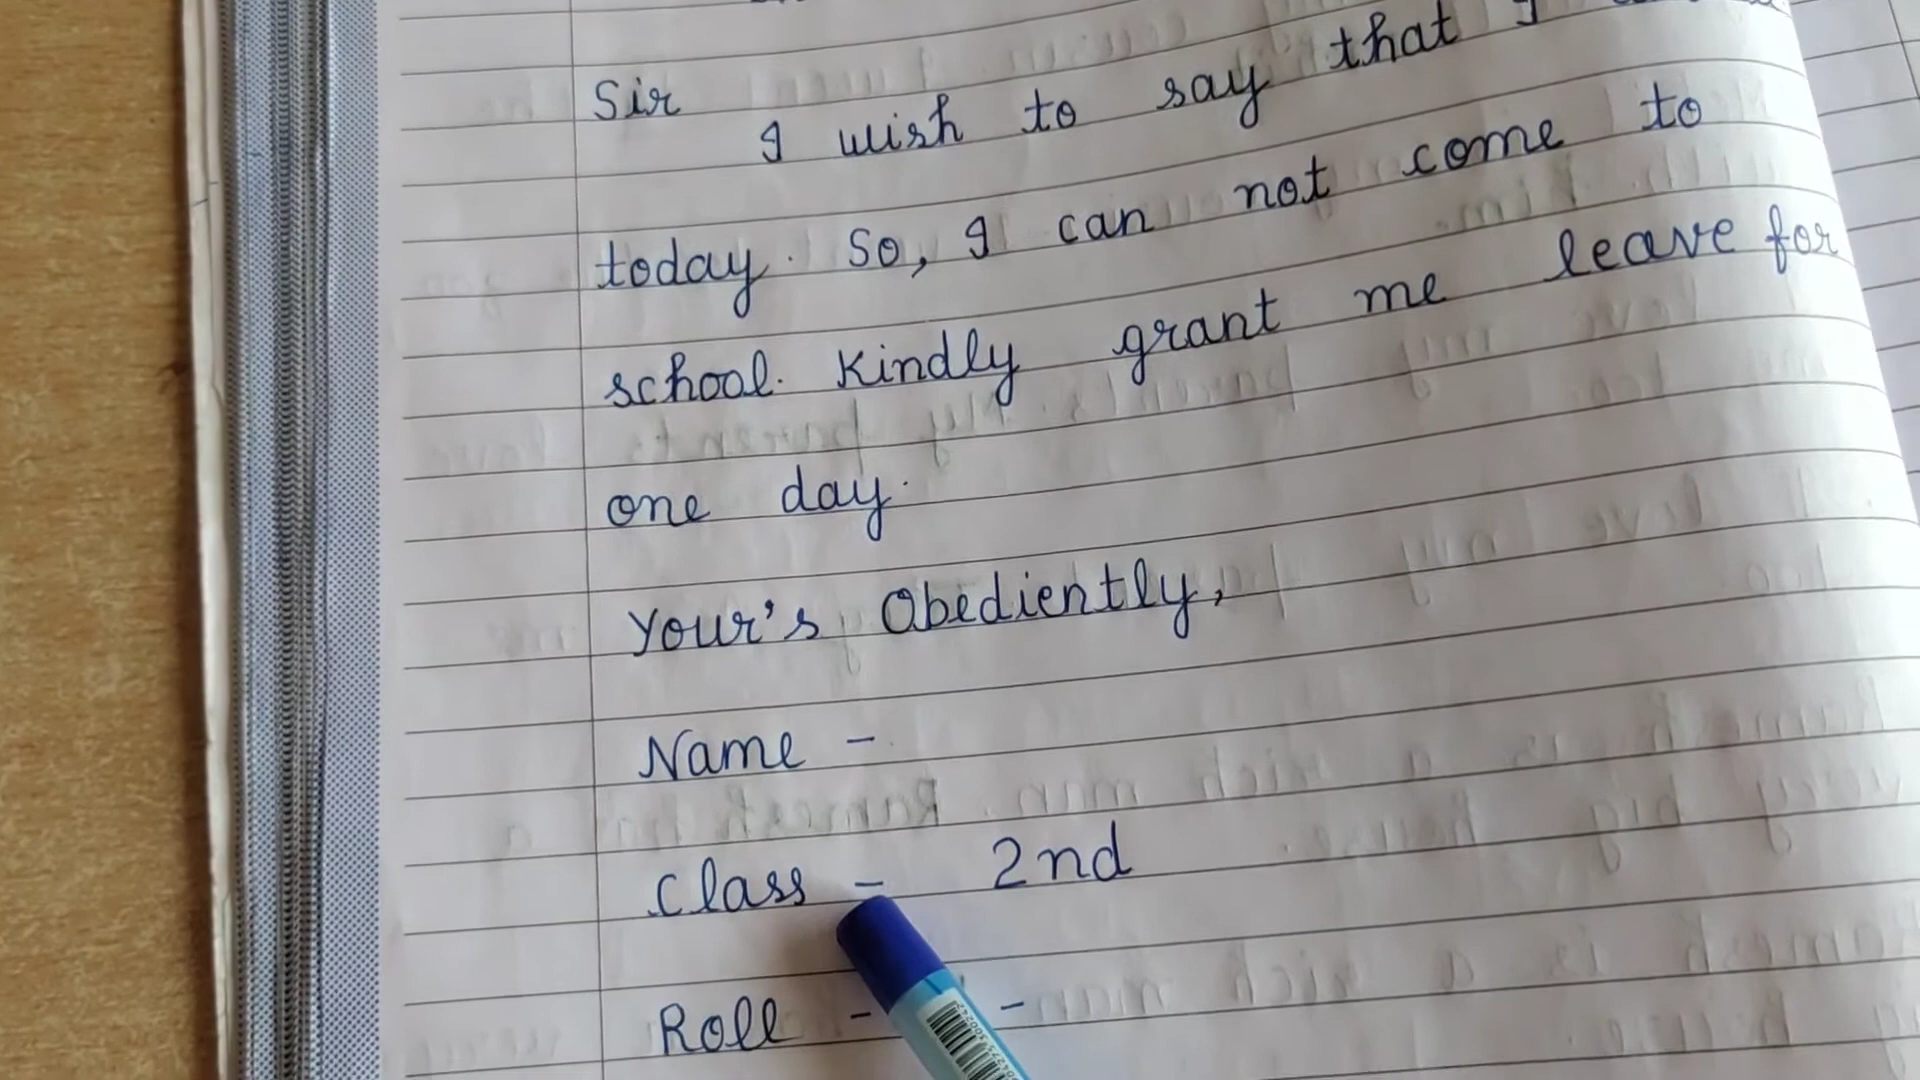 Sir
I wish to say that I
today. So, I can not come to
school. Kindly grant me leave for
one day.
Your's Obediently,
Name -
Class - 2nd
Roll - -